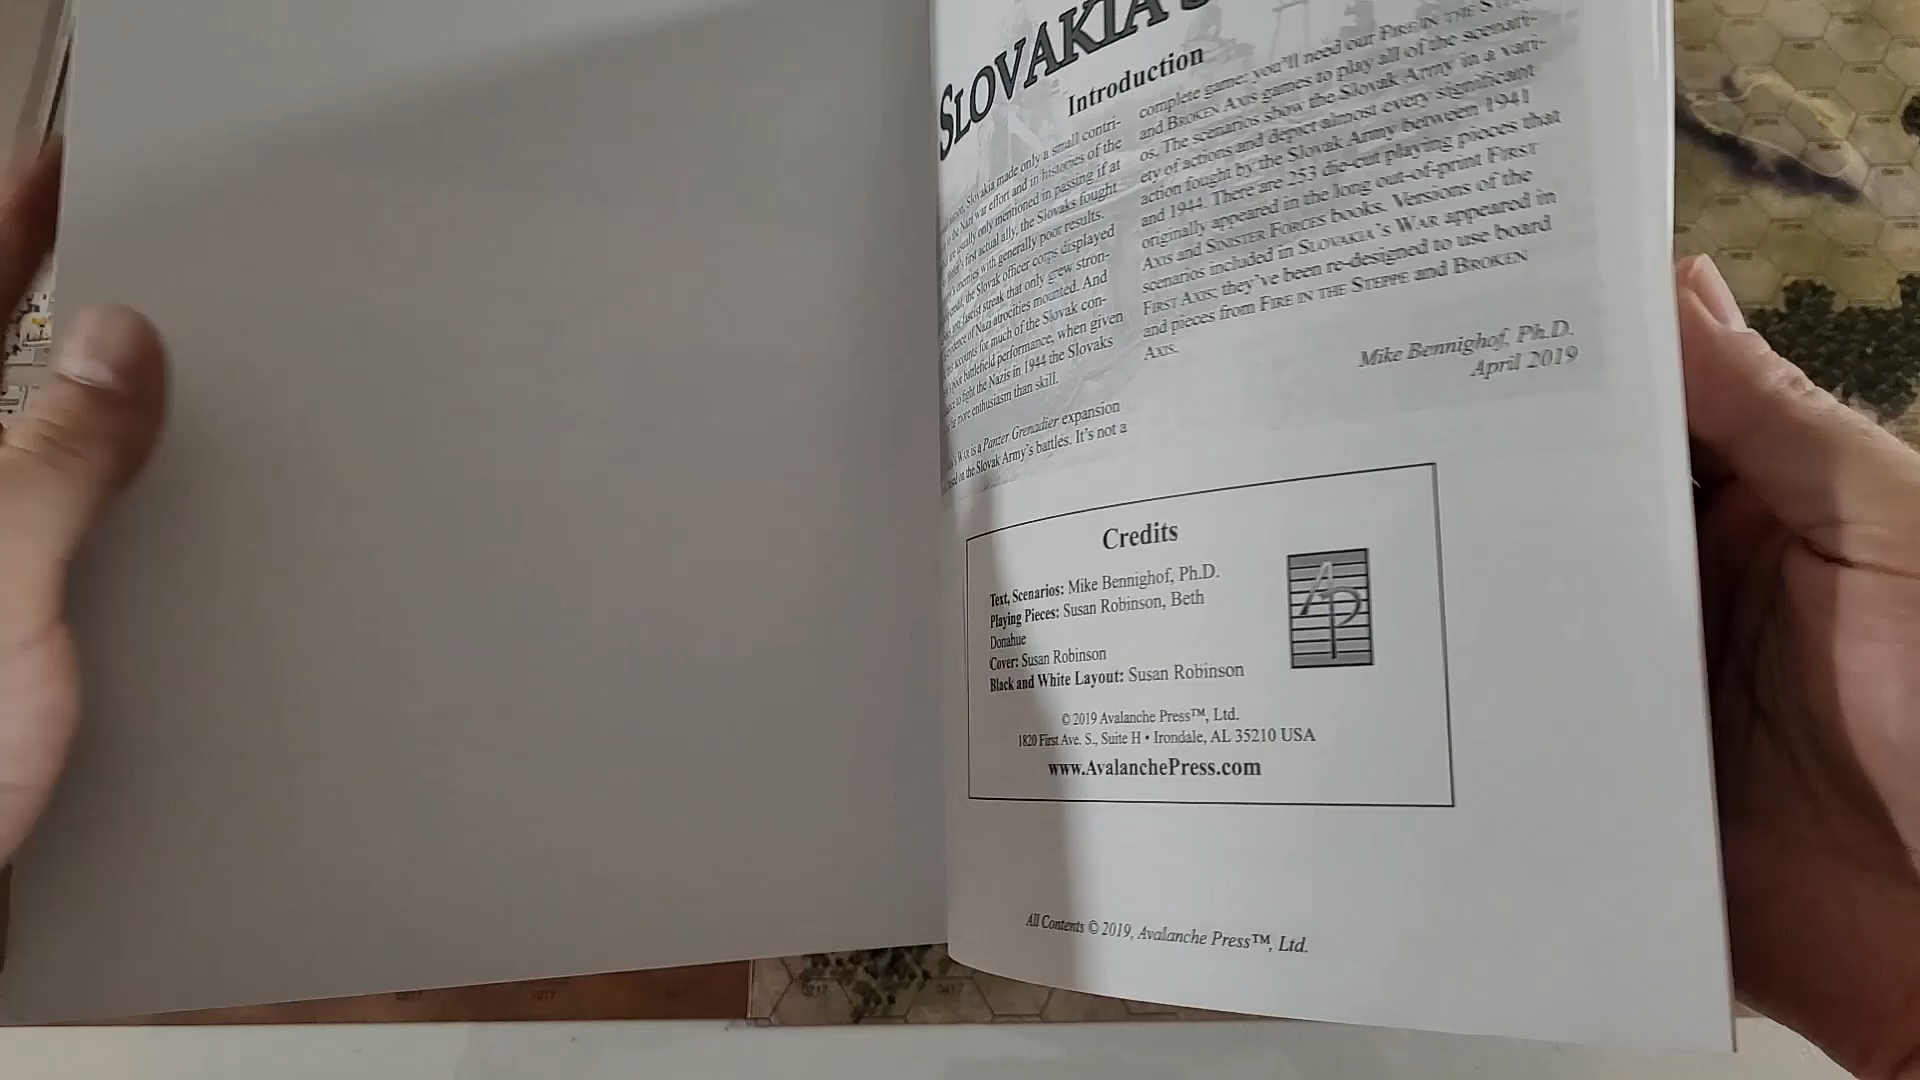 SLOVAKIA'S
Introduction
Slovakia made only a small contri-
war effort and in histories of the
usually only mentioned in passing if at
first actual ally, the Slovaks fought
enemies with generally poor results.
the Slovak officer corps displayed
streak that only grew stron-
of Nazi atrocities mounted. And
accounts for much of the Slovak con-
poor battlefield performance, when given
to fight the Nazis in 1944 the Slovaks
more enthusiasm than skill.
WAR is a Panzer Grenadier expansion
on the Slovak Army's battles. It's not a
complete game: you'll need our FIRE IN THE
and BROKEN AXIS games to play all of the scenari-
os. The scenarios show the Slovak Army in a vari-
ety of actions and depict almost every significant
action fought by the Slovak Army between 1941
and 1944. There are 253 die-cut playing pieces that
originally appeared in the long out-of-print FIRST
AXIS and SINISTER FORCES books. Versions of the
scenarios included in SLOVAKIA'S WAR appeared in
FIRST AXIS; they've been re-designed to use board
and pieces from FIRE IN THE STEPPE and BROKEN
AXIS.
Mike Bennighof, Ph.D.
April 2019
Credits
Text, Scenarios: Mike Bennighof, Ph.D.
Playing Pieces: Susan Robinson, Beth
Donahue
Cover: Susan Robinson
Black and White Layout: Susan Robinson
AP
© 2019 Avalanche Press™, Ltd.
1820 First Ave. S., Suite H • Irondale, AL 35210 USA
www.AvalanchePress.com
All Contents © 2019, Avalanche Press™, Ltd.